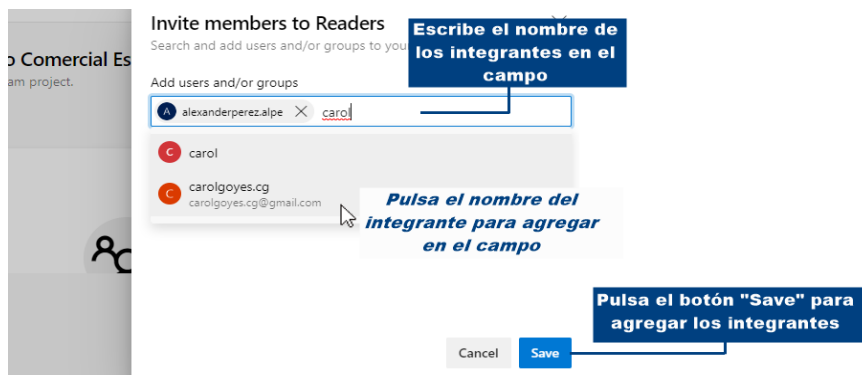 Invite members to Readers
Search and add users and/or groups to your
o Comercial Es
am project.
Escribe el nombre de
los integrantes en el
campo
Add users and/or groups
A alexanderperez.alpe
carol
C carol
C carolgoyes.cg
carolgoyes.cg@gmail.com
Pulsa el nombre del
integrante para agregar
en el campo
Pulsa el botón "Save" para
agregar los integrantes
Cancel
Save